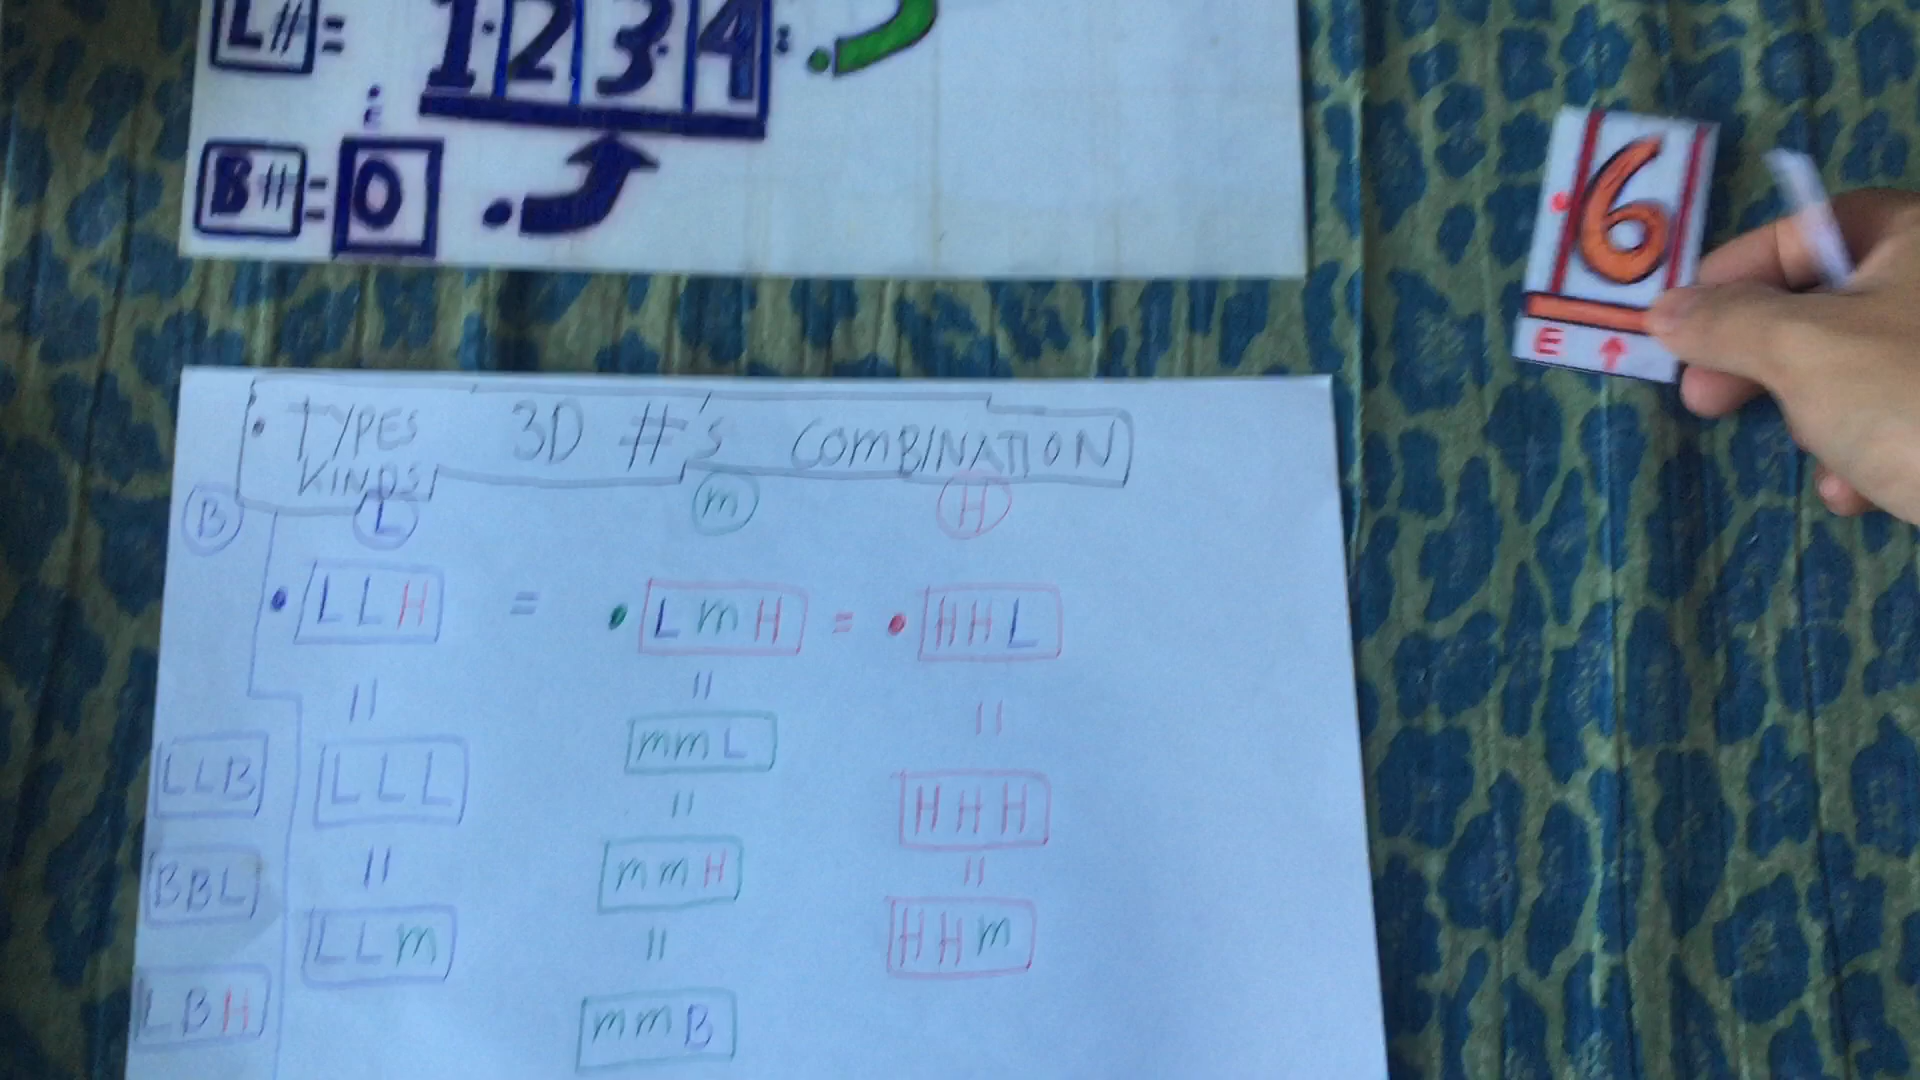 L#= 1.2 3.4:
B#=0
6
E
TYPES 3D #'s COMBINATION
KINDS
B L m H
LLH = LmH = HHL
=
=
=
mmL
LLB LLL HHH
=
=
=
BBL mmH
LLm HHm
=
LBH mmB